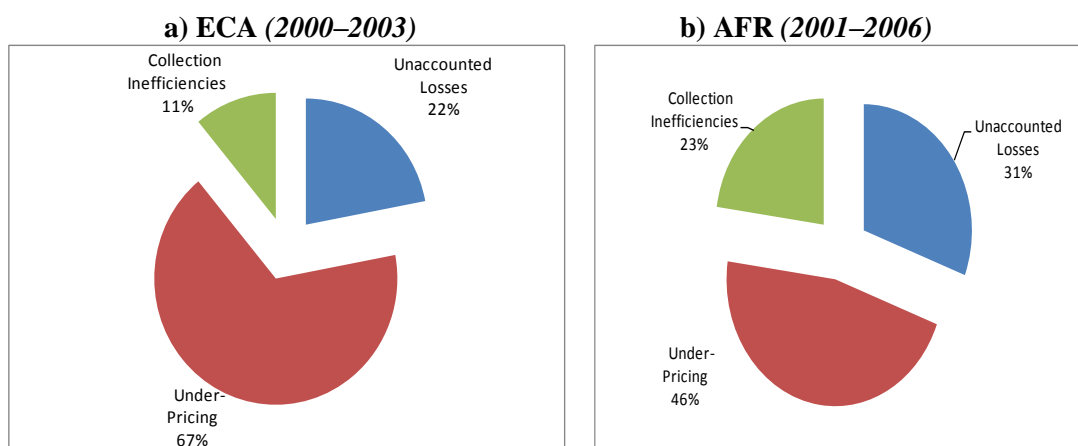 a) ECA (2000–2003)
Collection
Inefficiencies
11%
Unaccounted
Losses
22%
Under-
Pricing
67%
b) AFR (2001–2006)
Collection
Inefficiencies
23%
Unaccounted
Losses
31%
Under-
Pricing
46%